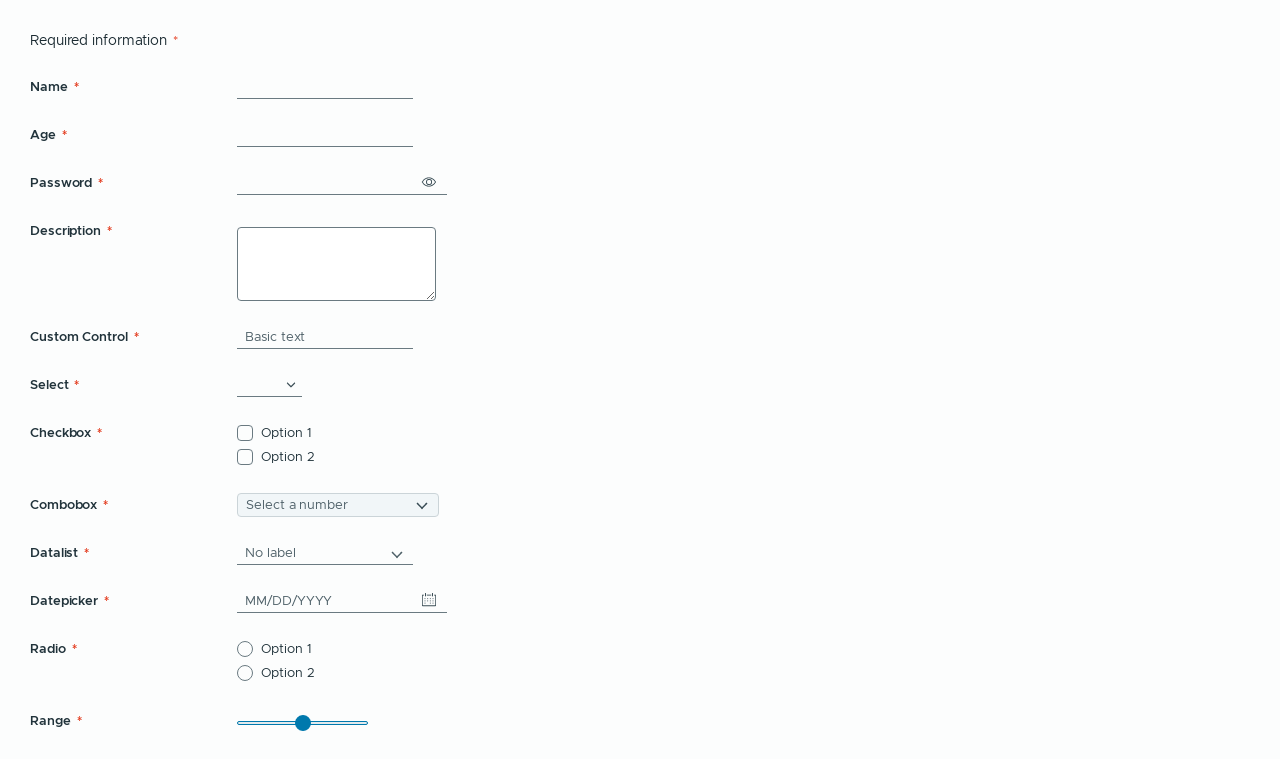 Required information *
Name *
Age *
Password *
Description *
Custom Control * Basic text
Select *
Checkbox * Option 1
Option 2
Combobox * Select a number
Datalist * No label
Datepicker * MM/DD/YYYY
Radio * Option 1
Option 2
Range *